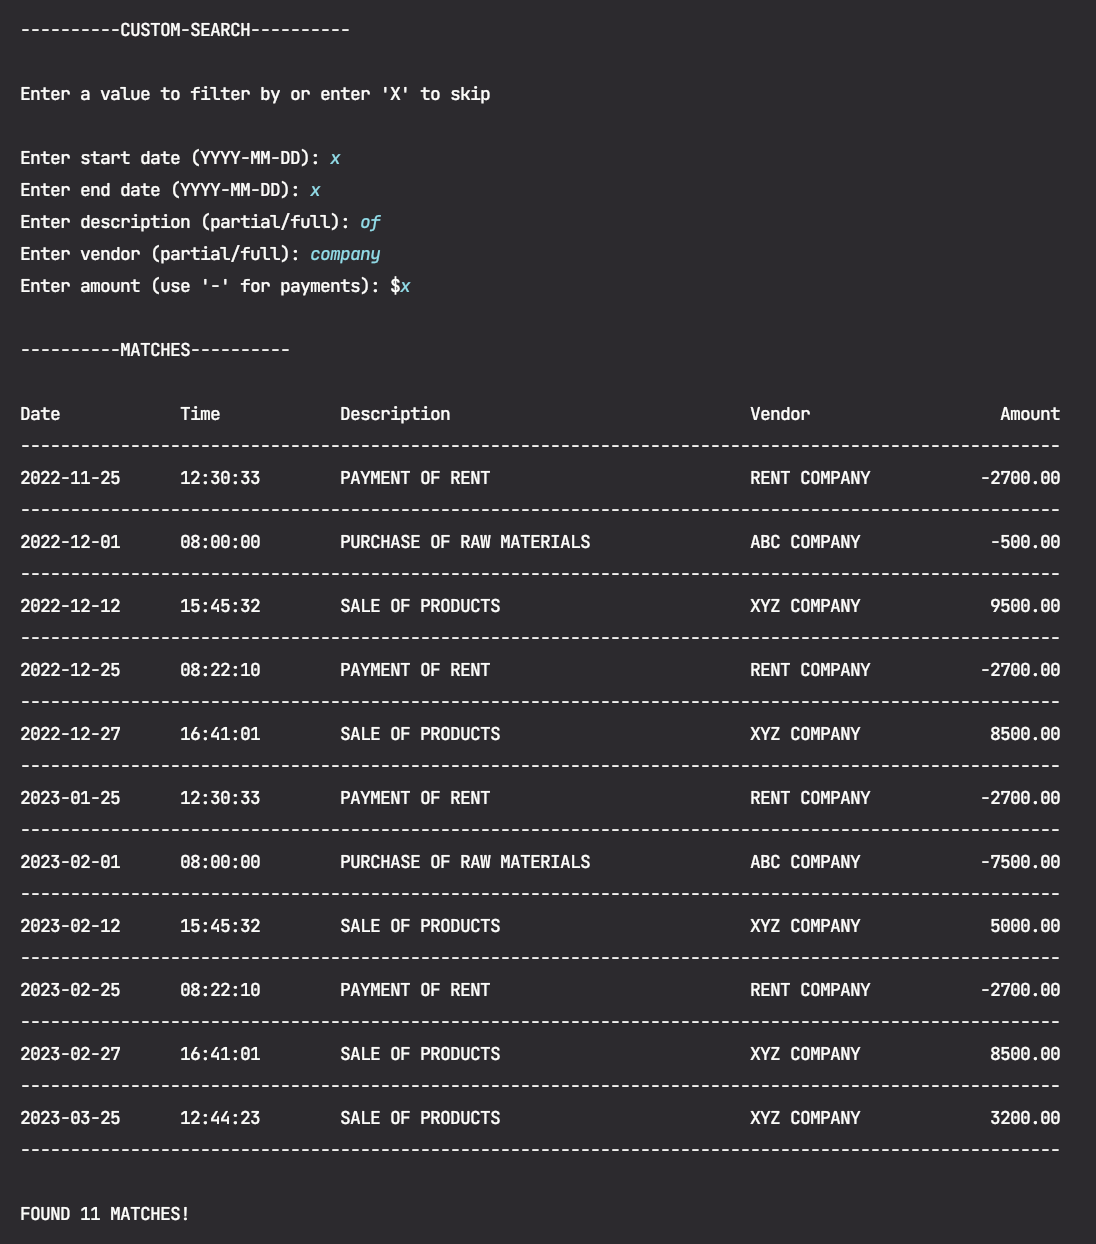 ----------CUSTOM-SEARCH----------
Enter a value to filter by or enter 'X' to skip
Enter start date (YYYY-MM-DD): x
Enter end date (YYYY-MM-DD): x
Enter description (partial/full): of
Enter vendor (partial/full): company
Enter amount (use '-' for payments): $x
----------MATCHES----------
Date Time Description Vendor Amount
--------------------------------------------------------------------------------------------------------
2022-11-25 12:30:33 PAYMENT OF RENT RENT COMPANY -2700.00
--------------------------------------------------------------------------------------------------------
2022-12-01 08:00:00 PURCHASE OF RAW MATERIALS ABC COMPANY -500.00
--------------------------------------------------------------------------------------------------------
2022-12-12 15:45:32 SALE OF PRODUCTS XYZ COMPANY 9500.00
--------------------------------------------------------------------------------------------------------
2022-12-25 08:22:10 PAYMENT OF RENT RENT COMPANY -2700.00
--------------------------------------------------------------------------------------------------------
2022-12-27 16:41:01 SALE OF PRODUCTS XYZ COMPANY 8500.00
--------------------------------------------------------------------------------------------------------
2023-01-25 12:30:33 PAYMENT OF RENT RENT COMPANY -2700.00
--------------------------------------------------------------------------------------------------------
2023-02-01 08:00:00 PURCHASE OF RAW MATERIALS ABC COMPANY -7500.00
--------------------------------------------------------------------------------------------------------
2023-02-12 15:45:32 SALE OF PRODUCTS XYZ COMPANY 5000.00
--------------------------------------------------------------------------------------------------------
2023-02-25 08:22:10 PAYMENT OF RENT RENT COMPANY -2700.00
--------------------------------------------------------------------------------------------------------
2023-02-27 16:41:01 SALE OF PRODUCTS XYZ COMPANY 8500.00
--------------------------------------------------------------------------------------------------------
2023-03-25 12:44:23 SALE OF PRODUCTS XYZ COMPANY 3200.00
--------------------------------------------------------------------------------------------------------
FOUND 11 MATCHES!